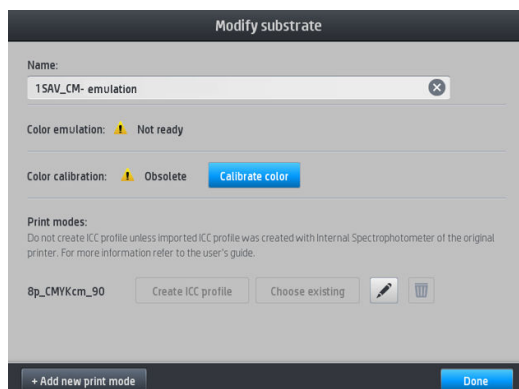 Modify substrate
Name:
1SAV_CM- emulation
Color emulation: Not ready
Color calibration: Obsolete Calibrate color
Print modes:
Do not create ICC profile unless imported ICC profile was created with Internal Spectrophotometer of the original
printer. For more information refer to the user's guide.
8p_CMYKcm_90 Create ICC profile Choose existing
+ Add new print mode Done